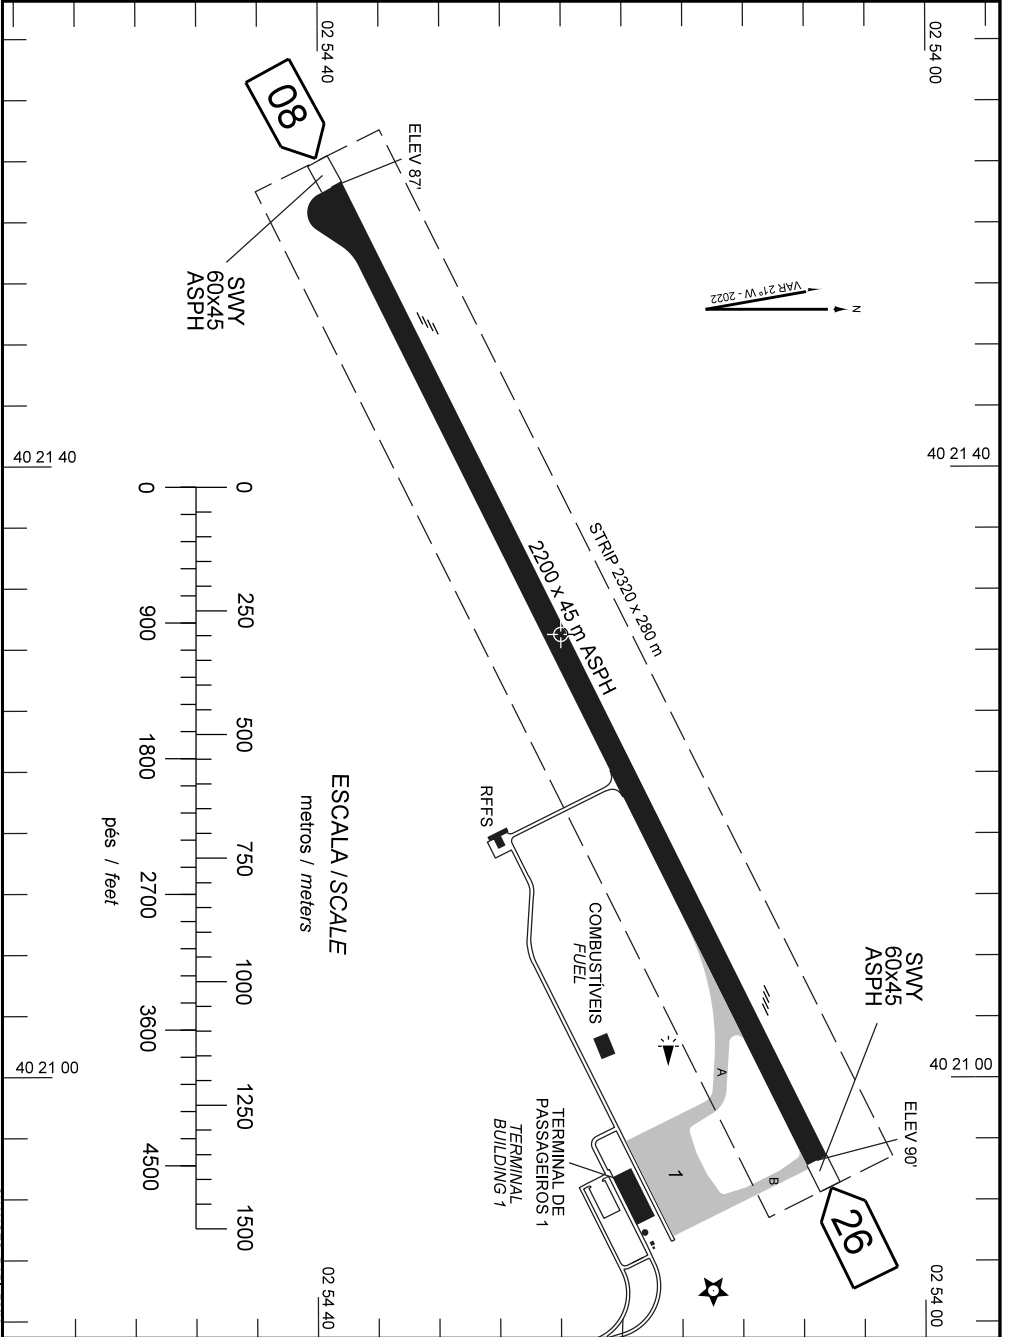 02 54 40
02 54 00
08
ELEV 87'
SWY
60x45
ASPH
VAR 21° W - 2022
N
40 21 40
40 21 40
STRIP 2320 x 280 m
2200 x 45 m ASPH
0
250
500
750
1000
1250
1500
0
900
1800
2700
3600
4500
ESCALA / SCALE
metros / meters
pés / feet
RFFS
COMBUSTÍVEIS
FUEL
SWY
60x45
ASPH
A
40 21 00
40 21 00
ELEV 90'
TERMINAL DE
PASSAGEIROS 1
TERMINAL
BUILDING 1
1
B
26
02 54 40
02 54 00